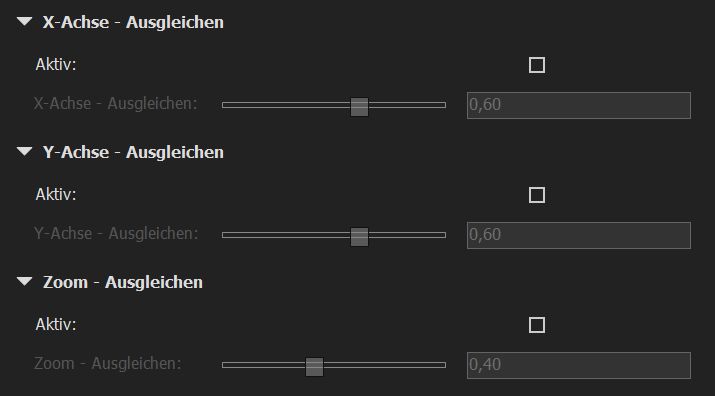 X-Achse - Ausgleichen
Aktiv:
X-Achse - Ausgleichen: 0,60
Y-Achse - Ausgleichen
Aktiv:
Y-Achse - Ausgleichen: 0,60
Zoom - Ausgleichen
Aktiv:
Zoom - Ausgleichen: 0,40